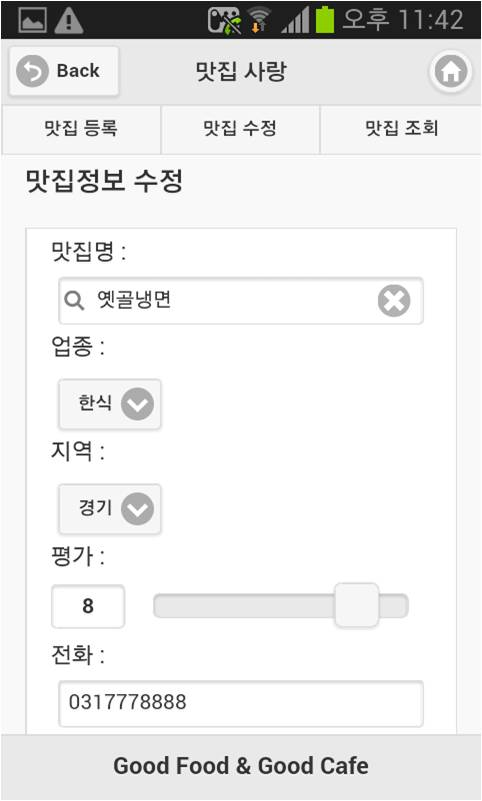 오후 11:42
Back
맛집 사랑
맛집 등록 맛집 수정 맛집 조회
맛집정보 수정
맛집명 :
옛골냉면
업종 :
한식
지역 :
경기
평가 :
8
전화 :
0317778888
Good Food & Good Cafe